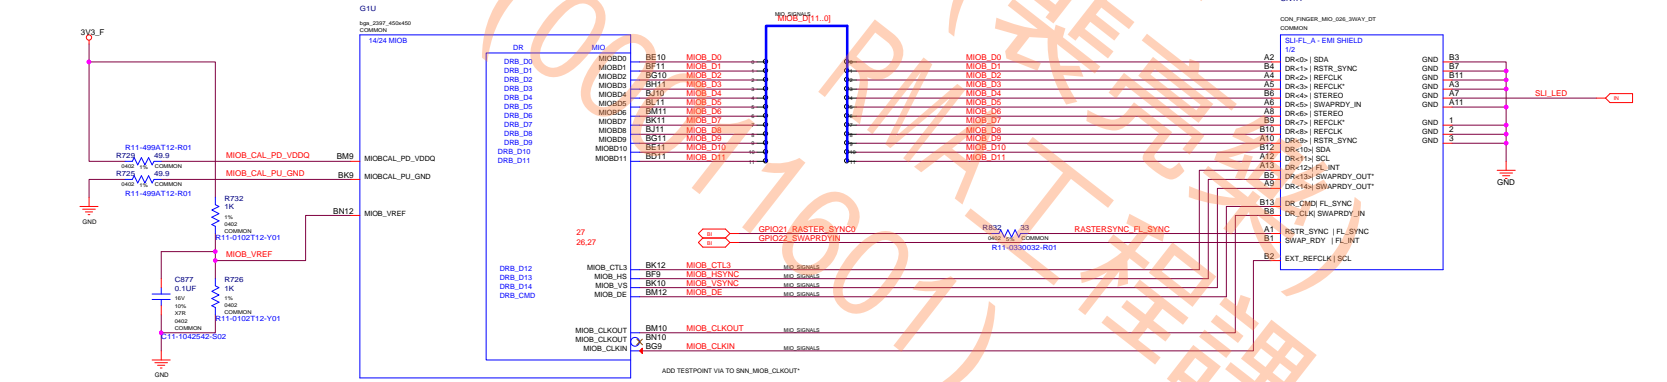 G1U
bga_2397_450x450
COMMON
14/24 MIOB
DR MIO
3V3_F
R11-499AT12-R01
R729 49.9
0402 1% COMMON
MIOB_CAL_PD_VDDQ BM9 MIOBCAL_PD_VDDQ
R725 49.9
0402 1% COMMON
R11-499AT12-R01
MIOB_CAL_PU_GND BK9 MIOBCAL_PU_GND
GND
R732
1K
1%
0402
COMMON
R11-0102T12-Y01
BN12 MIOB_VREF
MIOB_VREF
C877
0.1UF
16V
10%
X7R
0402
COMMON
C11-1042542-S02
GND
R726
1K
1%
0402
COMMON
R11-0102T12-Y01
DRB_D0 MIOBD0 BE10 MIOB_D0
DRB_D1 MIOBD1 BF11 MIOB_D1
DRB_D2 MIOBD2 BG10 MIOB_D2
DRB_D3 MIOBD3 BH11 MIOB_D3
DRB_D4 MIOBD4 BJ10 MIOB_D4
DRB_D5 MIOBD5 BL11 MIOB_D5
DRB_D6 MIOBD6 BM11 MIOB_D6
DRB_D7 MIOBD7 BK11 MIOB_D7
DRB_D8 MIOBD8 BJ11 MIOB_D8
DRB_D9 MIOBD9 BG11 MIOB_D9
DRB_D10 MIOBD10 BE11 MIOB_D10
DRB_D11 MIOBD11 BD11 MIOB_D11
27
26,27
DRB_D12 MIOB_CTL3 BK12 MIOB_CTL3 MIO_SIGNALS
DRB_D13 MIOB_HS BF9 MIOB_HSYNC MIO_SIGNALS
DRB_D14 MIOB_VS BK10 MIOB_VSYNC MIO_SIGNALS
DRB_CMD MIOB_DE BM12 MIOB_DE MIO_SIGNALS
MIOB_CLKOUT BM10 MIOB_CLKOUT MIO_SIGNALS
MIOB_CLKOUT BN10
MIOB_CLKIN BG9 MIOB_CLKIN MIO_SIGNALS
ADD TESTPOINT VIA TO SNN_MIOB_CLKOUT*
MIO_SIGNALS
MIOB_D[11..0]
BI GPIO21_RASTER_SYNC0
BI GPIO22_SWAPRDYIN
R832 33
0402 5% COMMON
R11-0330032-R01
RASTERSYNC_FL_SYNC
CON_FINGER_MIO_026_3WAY_DT
COMMON
SLI-FL_A - EMI SHIELD
1/2
MIOB_D0 A2 DR<0>| SDA
MIOB_D1 B4 DR<1>| RSTR_SYNC
MIOB_D2 A4 DR<2>| REFCLK
MIOB_D3 A5 DR<3>| REFCLK*
MIOB_D4 B6 DR<4>| STEREO
MIOB_D5 A6 DR<5>| SWAPRDY_IN
MIOB_D6 A8 DR<6>| STEREO
MIOB_D7 B9 DR<7>| REFCLK*
MIOB_D8 B10 DR<8>| REFCLK
MIOB_D9 A10 DR<9>| RSTR_SYNC
MIOB_D10 B12 DR<10>| SDA
MIOB_D11 A12 DR<11>| SCL
A13 DR<12>| FL_INT
B5 DR<13>| SWAPRDY_OUT*
A9 DR<14>| SWAPRDY_OUT*
B13 DR_CMD| FL_SYNC
B8 DR_CLK| SWAPRDY_IN
A1 RSTR_SYNC | FL_SYNC
B1 SWAP_RDY | FL_INT
B2 EXT_REFCLK | SCL
GND B3
GND B7
GND B11
GND A3
GND A7
GND A11
GND 1
GND 2
GND 3
SLI_LED IN
GND
RMA工程課